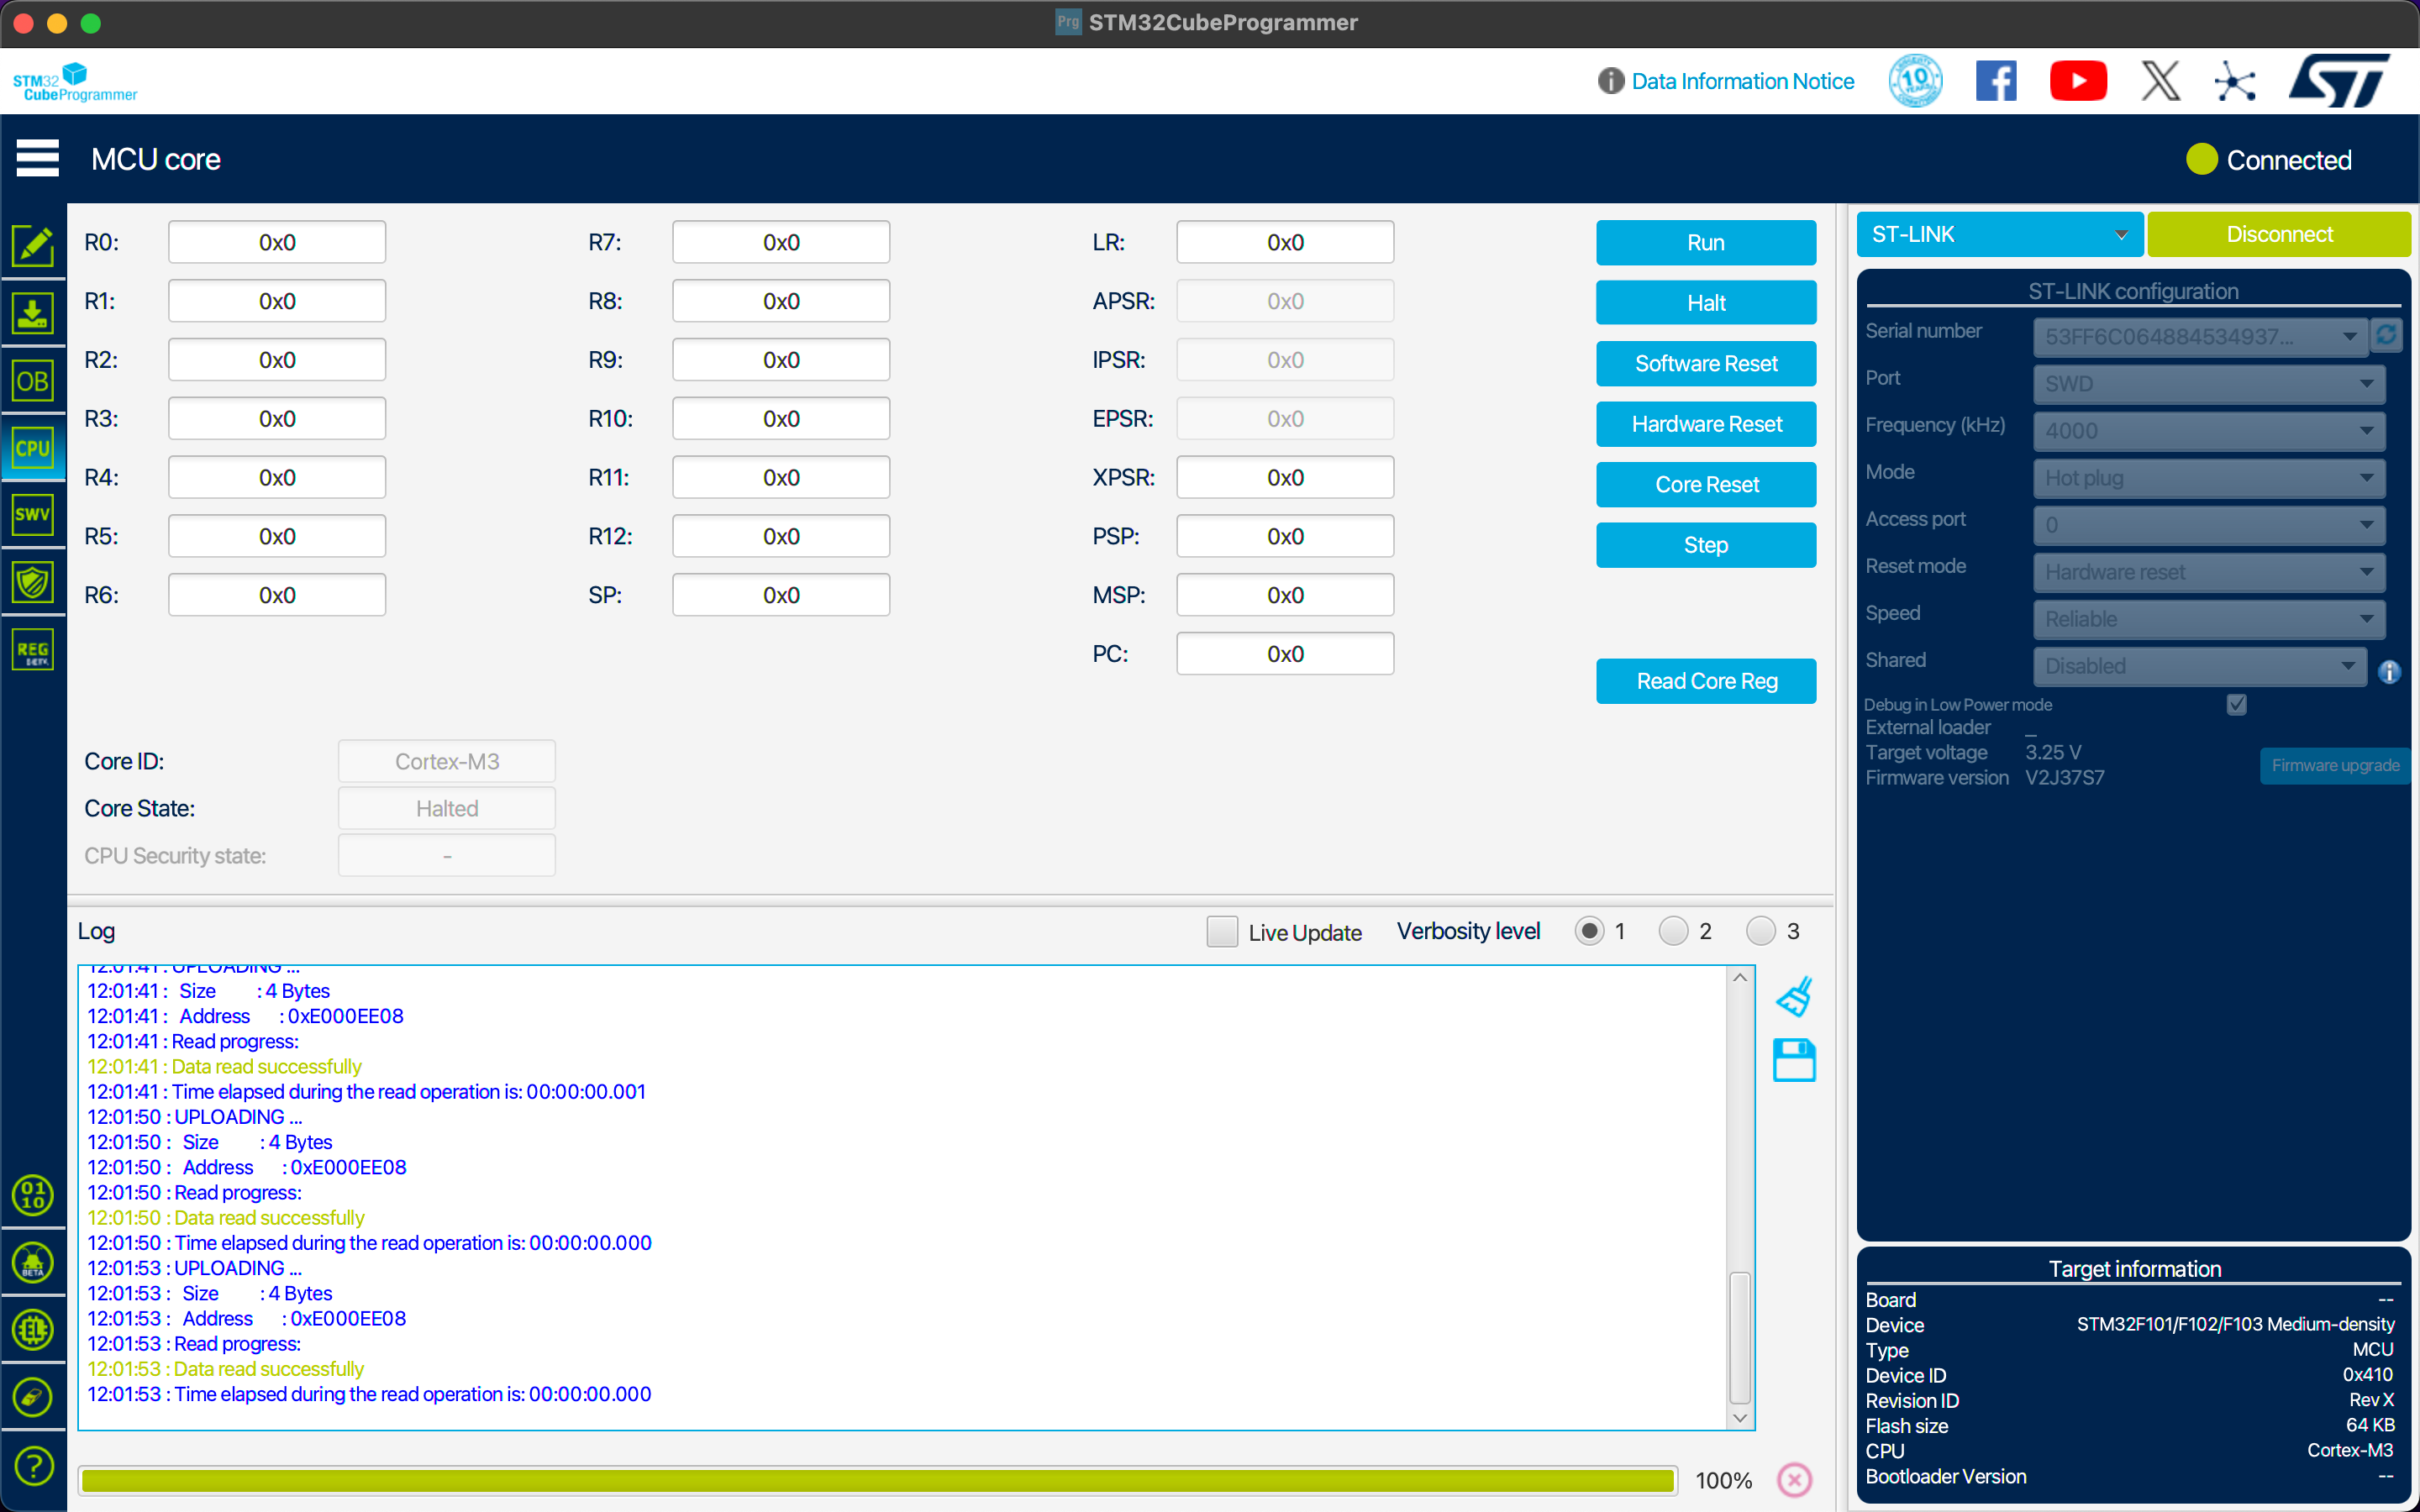 Prg STM32CubeProgrammer
STM32
CubeProgrammer
Data Information Notice
10
MCU core
Connected
R0: 0x0 R7: 0x0 LR: 0x0 Run
R1: 0x0 R8: 0x0 APSR: 0x0 Halt
R2: 0x0 R9: 0x0 IPSR: 0x0 Software Reset
R3: 0x0 R10: 0x0 EPSR: 0x0 Hardware Reset
R4: 0x0 R11: 0x0 XPSR: 0x0 Core Reset
R5: 0x0 R12: 0x0 PSP: 0x0 Step
R6: 0x0 SP: 0x0 MSP: 0x0
PC: 0x0
Read Core Reg
OB
CPU
SWV
REG
01
10
BETA
Core ID: Cortex-M3
Core State: Halted
CPU Security state: -
Log
Live Update Verbosity level 1 2 3
12:01:41 : UPLOADING ...
12:01:41 : Size : 4 Bytes
12:01:41 : Address : 0xE000EE08
12:01:41 : Read progress:
12:01:41 : Data read successfully
12:01:41 : Time elapsed during the read operation is: 00:00:00.001
12:01:50 : UPLOADING ...
12:01:50 : Size : 4 Bytes
12:01:50 : Address : 0xE000EE08
12:01:50 : Read progress:
12:01:50 : Data read successfully
12:01:50 : Time elapsed during the read operation is: 00:00:00.000
12:01:53 : UPLOADING ...
12:01:53 : Size : 4 Bytes
12:01:53 : Address : 0xE000EE08
12:01:53 : Read progress:
12:01:53 : Data read successfully
12:01:53 : Time elapsed during the read operation is: 00:00:00.000
100%
ST-LINK Disconnect
ST-LINK configuration
Serial number 53FF6C064884534937...
Port SWD
Frequency (kHz) 4000
Mode Hot plug
Access port 0
Reset mode Hardware reset
Speed Reliable
Shared Disabled
Debug in Low Power mode
External loader _
Target voltage 3.25 V
Firmware version V2J37S7
Firmware upgrade
Target information
Board --
Device STM32F101/F102/F103 Medium-density
Type MCU
Device ID 0x410
Revision ID Rev X
Flash size 64 KB
CPU Cortex-M3
Bootloader Version --